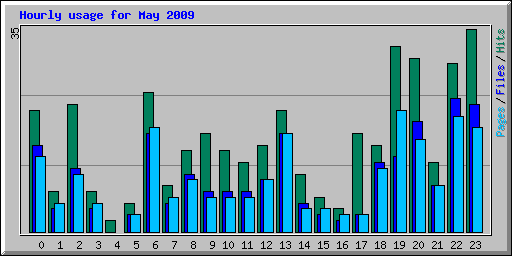 Hourly usage for May 2009
35
Pages / Files / Hits
0 1 2 3 4 5 6 7 8 9 10 11 12 13 14 15 16 17 18 19 20 21 22 23